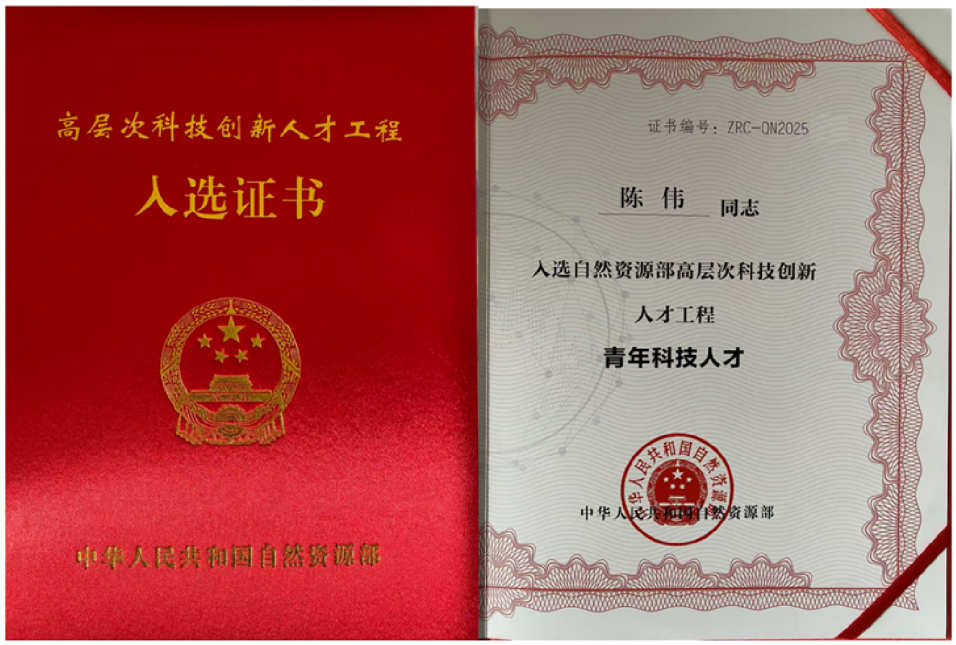 高层次科技创新人才工程
入选证书
中华人民共和国自然资源部
证书编号：ZRC-QN2025
陈 伟 同志
入选自然资源部高层次科技创新
人才工程
青年科技人才
中华人民共和国自然资源部
中华人民共和国自然资源部